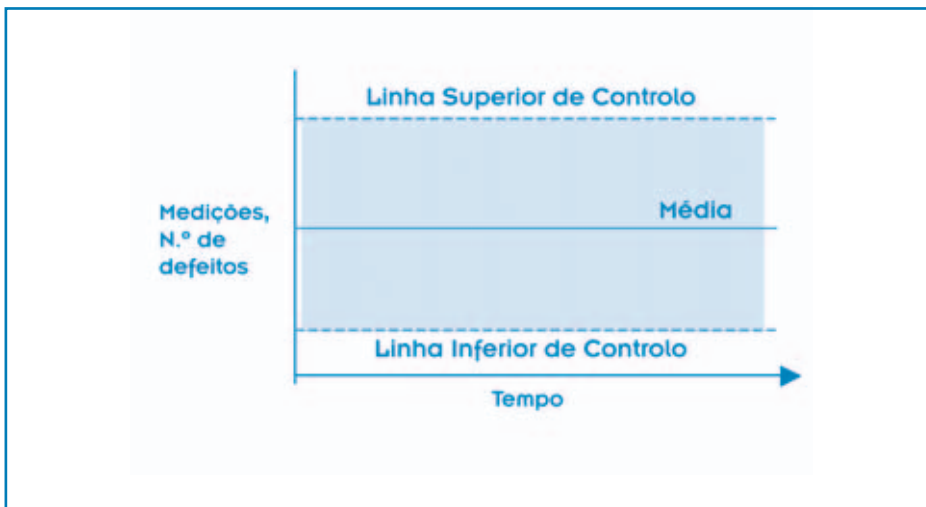 Linha Superior de Controlo
Média
Medições,
N.º de
defeitos
Linha Inferior de Controlo
Tempo